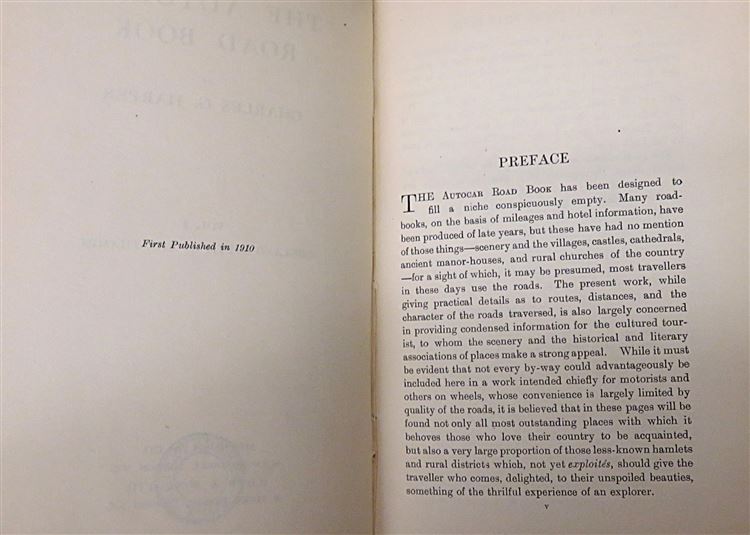 First Published in 1910
PREFACE
THE AUTOCAR ROAD BOOK has been designed to
fill a niche conspicuously empty. Many road-
books, on the basis of mileages and hotel information, have
been produced of late years, but these have had no mention
of those things—scenery and the villages, castles, cathedrals,
ancient manor-houses, and rural churches of the country
—for a sight of which, it may be presumed, most travellers
in these days use the roads. The present work, while
giving practical details as to routes, distances, and the
character of the roads traversed, is also largely concerned
in providing condensed information for the cultured tour-
ist, to whom the scenery and the historical and literary
associations of places make a strong appeal. While it must
be evident that not every by-way could advantageously be
included here in a work intended chiefly for motorists and
others on wheels, whose convenience is largely limited by
quality of the roads, it is believed that in these pages will be
found not only all most outstanding places with which it
behoves those who love their country to be acquainted,
but also a very large proportion of those less-known hamlets
and rural districts which, not yet exploités, should give the
traveller who comes, delighted, to their unspoiled beauties,
something of the thrilful experience of an explorer.
v